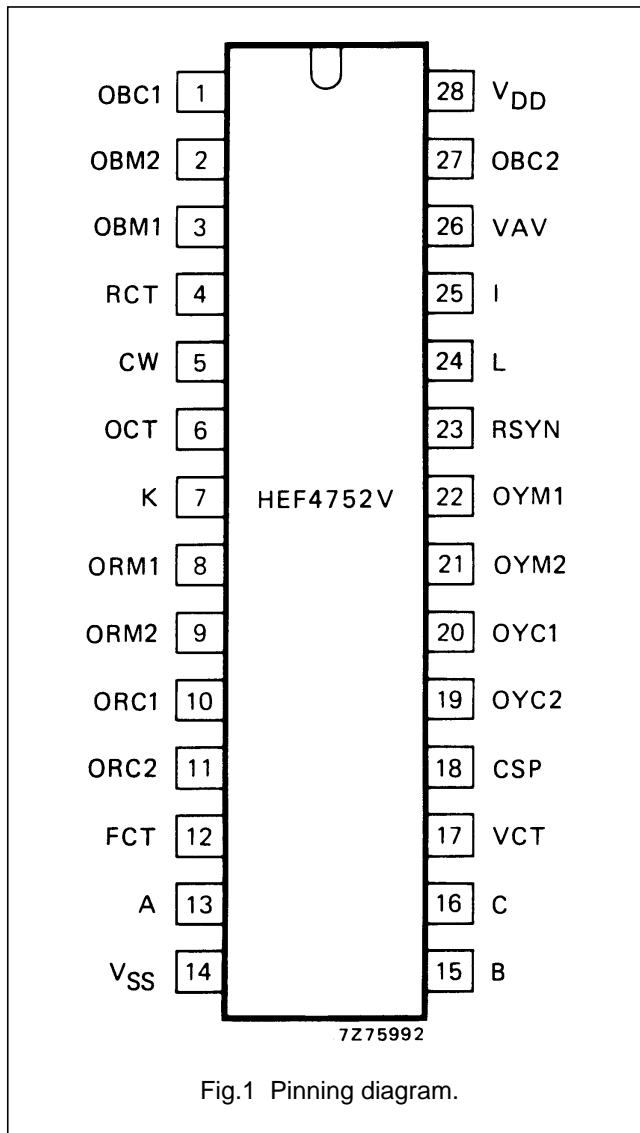 OBC1 1 28 VDD
OBM2 2 27 OBC2
OBM1 3 26 VAV
RCT 4 25 I
CW 5 24 L
OCT 6 23 RSYN
K 7 HEF4752V 22 OYM1
ORM1 8 21 OYM2
ORM2 9 20 OYC1
ORC1 10 19 OYC2
ORC2 11 18 CSP
FCT 12 17 VCT
A 13 16 C
VSS 14 15 B
7Z75992
Fig.1 Pinning diagram.